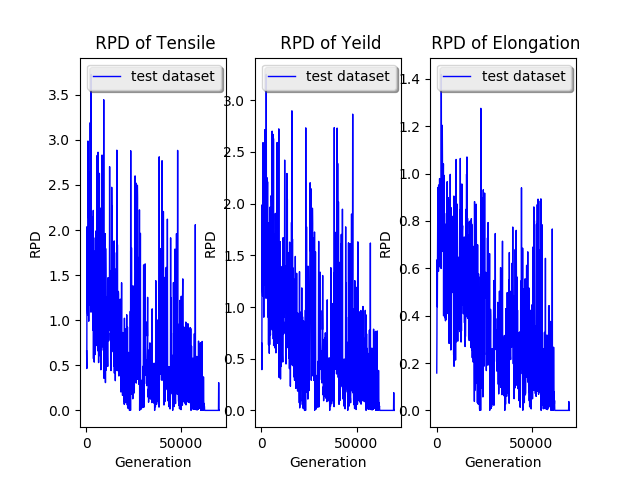 RPD of Tensile
test dataset
3.5
3.0
2.5
2.0
1.5
1.0
0.5
0.0
RPD
0
50000
Generation
RPD of Yeild
test dataset
3.0
2.5
2.0
1.5
1.0
0.5
0.0
RPD
0
50000
Generation
RPD of Elongation
test dataset
1.4
1.2
1.0
0.8
0.6
0.4
0.2
0.0
RPD
0
50000
Generation